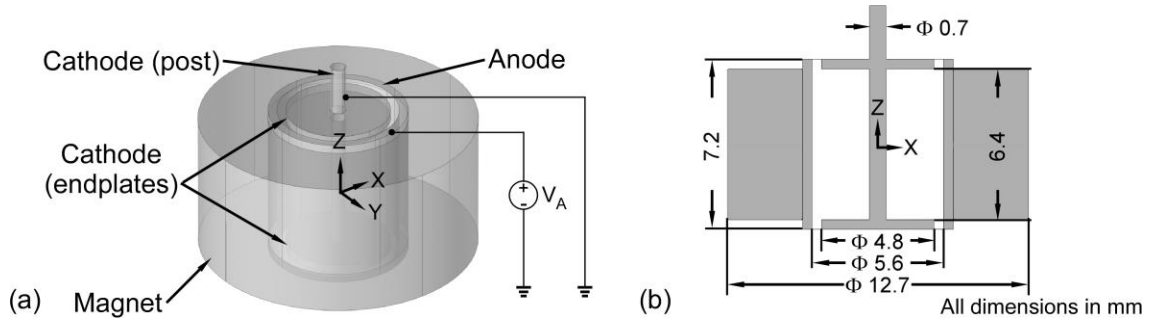 Cathode (post)
Anode
Cathode
(endplates)
Z
X
Y
V_A
+
-
Magnet
(a)
Φ 0.7
7.2
Z
X
6.4
Φ 4.8
Φ 5.6
Φ 12.7
(b)
All dimensions in mm